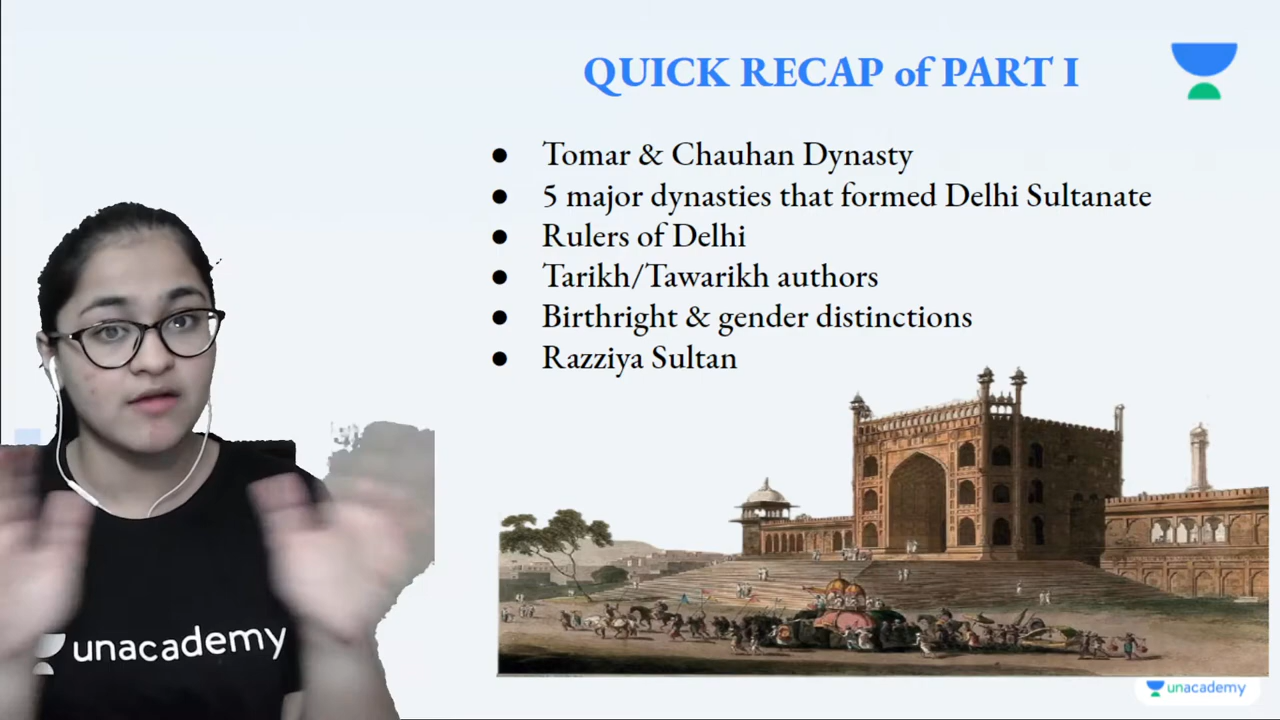 QUICK RECAP of PART I
● Tomar & Chauhan Dynasty
● 5 major dynasties that formed Delhi Sultanate
● Rulers of Delhi
● Tarikh/Tawarikh authors
● Birthright & gender distinctions
● Razziya Sultan
unacademy
unacademy